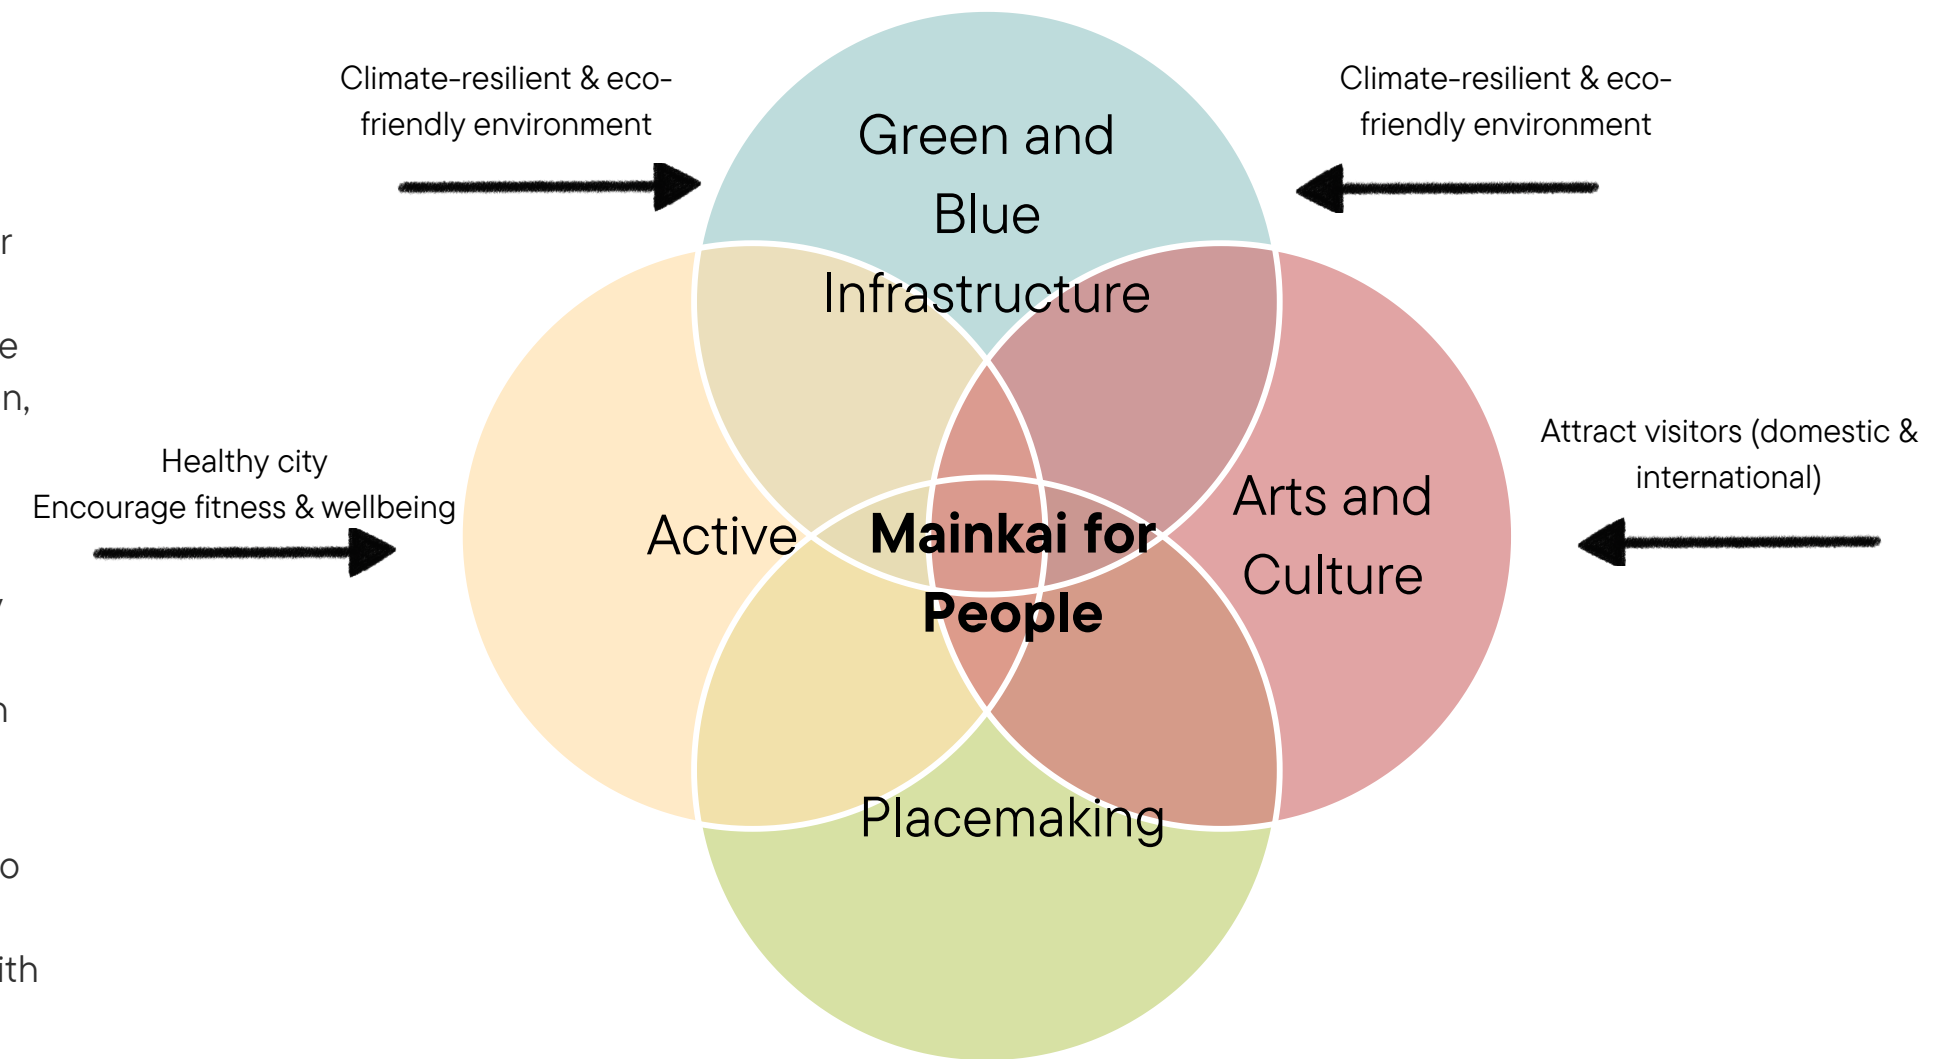 Climate-resilient & eco-
friendly environment
Climate-resilient & eco-
friendly environment
Green and
Blue
Infrastructure
Healthy city
Encourage fitness & wellbeing
Active
Mainkai for
People
Arts and
Culture
Attract visitors (domestic &
international)
Placemaking